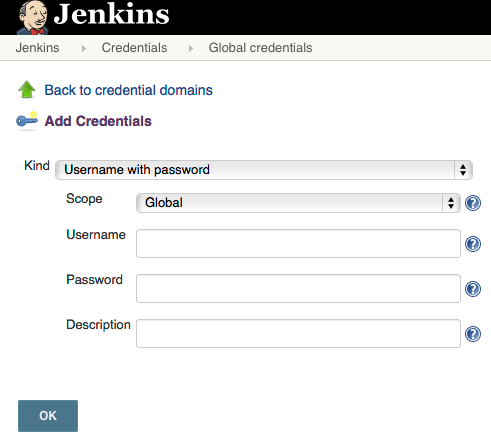 Jenkins
Jenkins Credentials Global credentials
Back to credential domains
Add Credentials
Kind Username with password
Scope Global
Username
Password
Description
OK